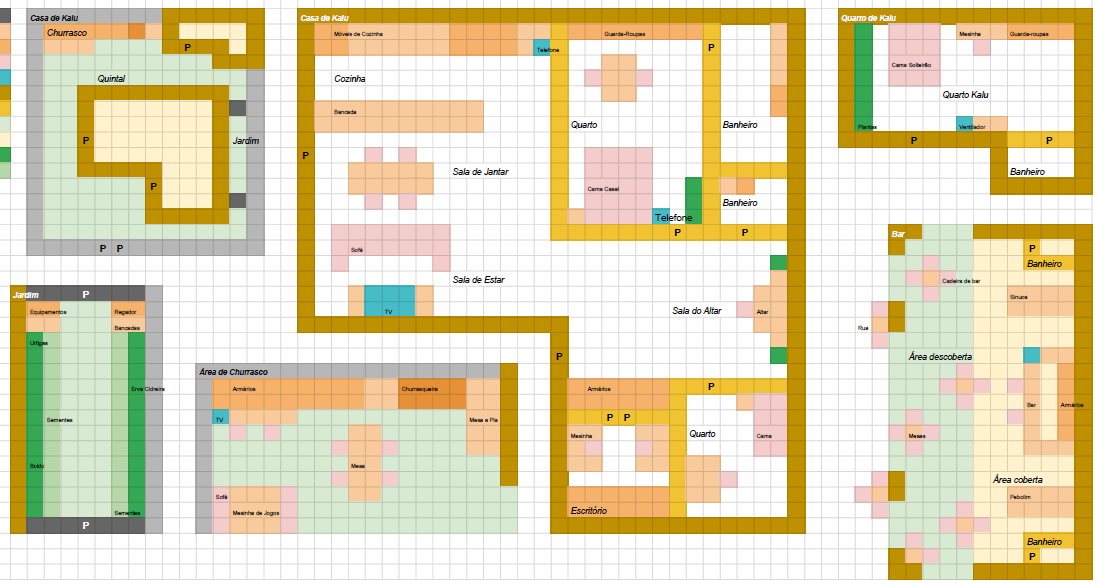 Casa de Kalu
Churrasco
P
Quintal
P
Jardim
P
P P
Casa de Kalu
Móveis de Cozinha
Telefone
Guarda-Roupas
P
Cozinha
Bancada
Quarto
Banheiro
P
Sala de Jantar
Cama Casal
Banheiro
Telefone
P
P
Sofá
Sala de Estar
TV
Sala do Altar
Altar
P
Armários
P
P P
Mesinha
Quarto
Cama
Escritório
Quarto de Kalu
Mesinha
Guarda-roupas
Cama Solteirão
Quarto Kalu
Plantas
Ventilador
P
P
Banheiro
Bar
P
Banheiro
Cadeira de bar
Sinuca
Rua
Área descoberta
Bar
Armários
Mesas
Área coberta
Pebolim
Banheiro
P
Jardim
P
Equipamentos
Regador
Bancadas
Urtigas
Erva Cidreira
Sementes
Boldo
Sementes
P
Área de Churrasco
Armários
Churrasqueira
TV
Mesa e Pia
Mesa
Sofá
Mesinha de Jogos